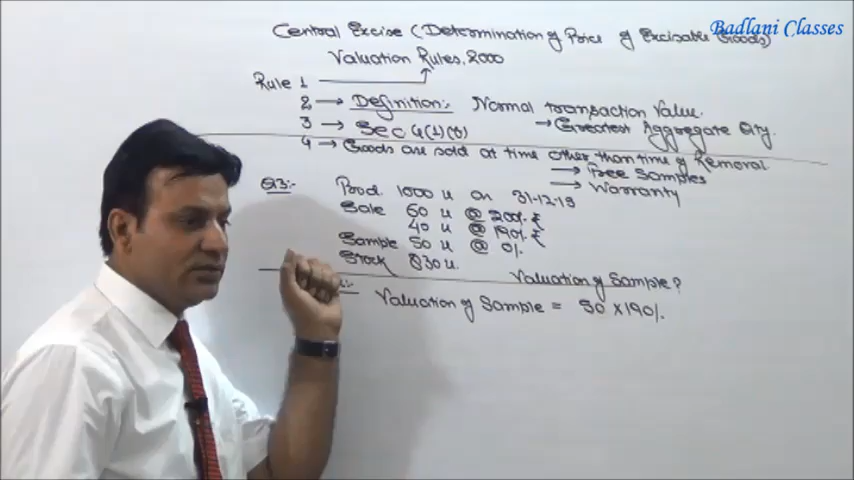 Badlani Classes
Central Excise (Determination of Price of Excisable Goods)
Valuation Rules, 2000
Rule 1
2 → Definition:- Normal transaction Value.
→ Greatest Aggregate Qty.
3 → Sec 4(1)(b)
4 → Goods are sold at time other than time of Removal
→ Free Samples
→ Warranty
Q3:- Prod. 1000 u on 31-12-15
Sale 60 u @ 200/- ₹
40 u @ 190/- ₹
Sample 50 u @ 0/-
Stock 830 u.
Valuation of Sample?
Valuation of Sample = 50 × 190/-